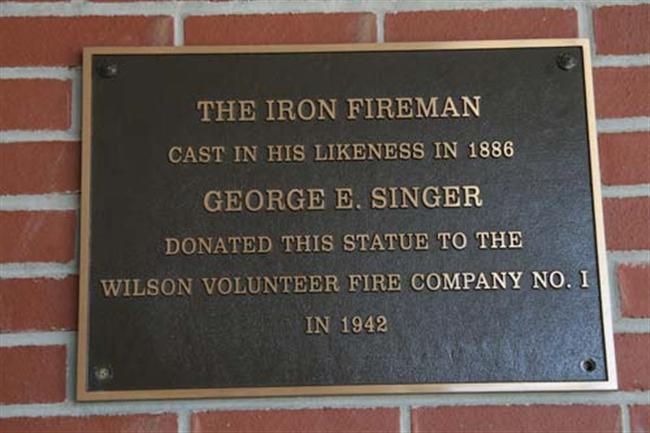 THE IRON FIREMAN
CAST IN HIS LIKENESS IN 1886
GEORGE E. SINGER
DONATED THIS STATUE TO THE
WILSON VOLUNTEER FIRE COMPANY NO. I
IN 1942